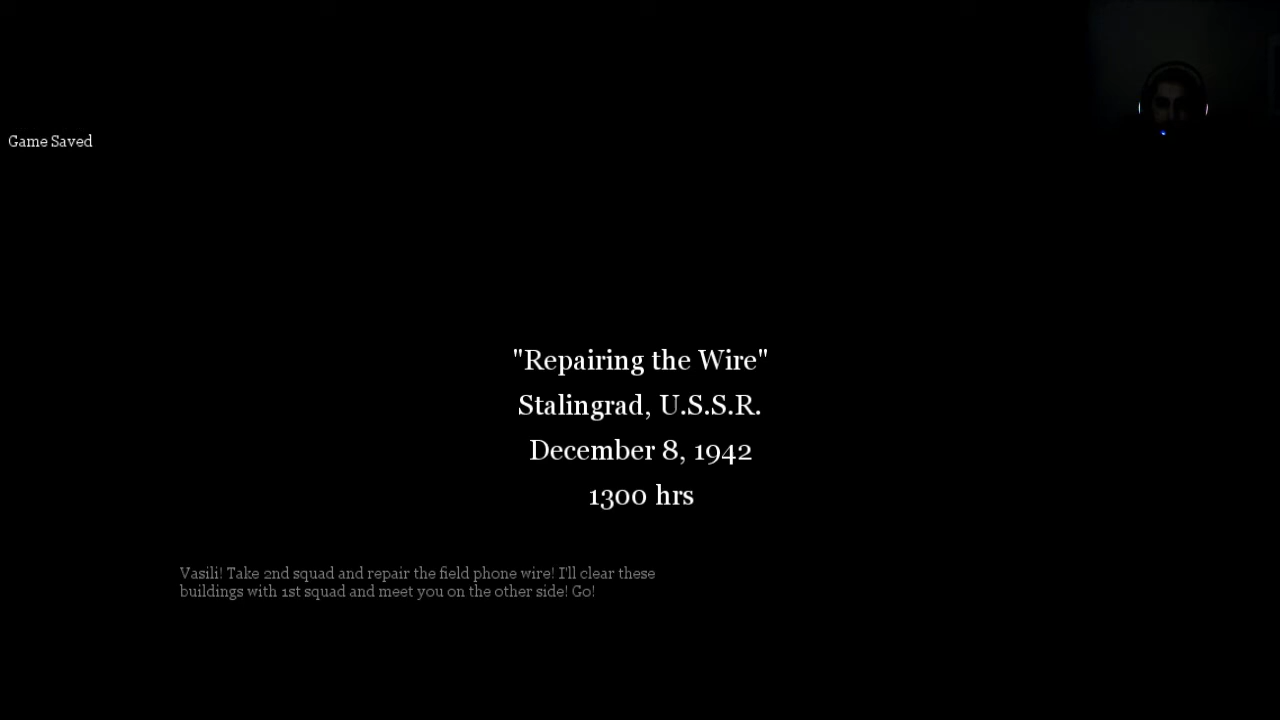 Game Saved
"Repairing the Wire"
Stalingrad, U.S.S.R.
December 8, 1942
1300 hrs
Vasili! Take 2nd squad and repair the field phone wire! I'll clear these
buildings with 1st squad and meet you on the other side! Go!